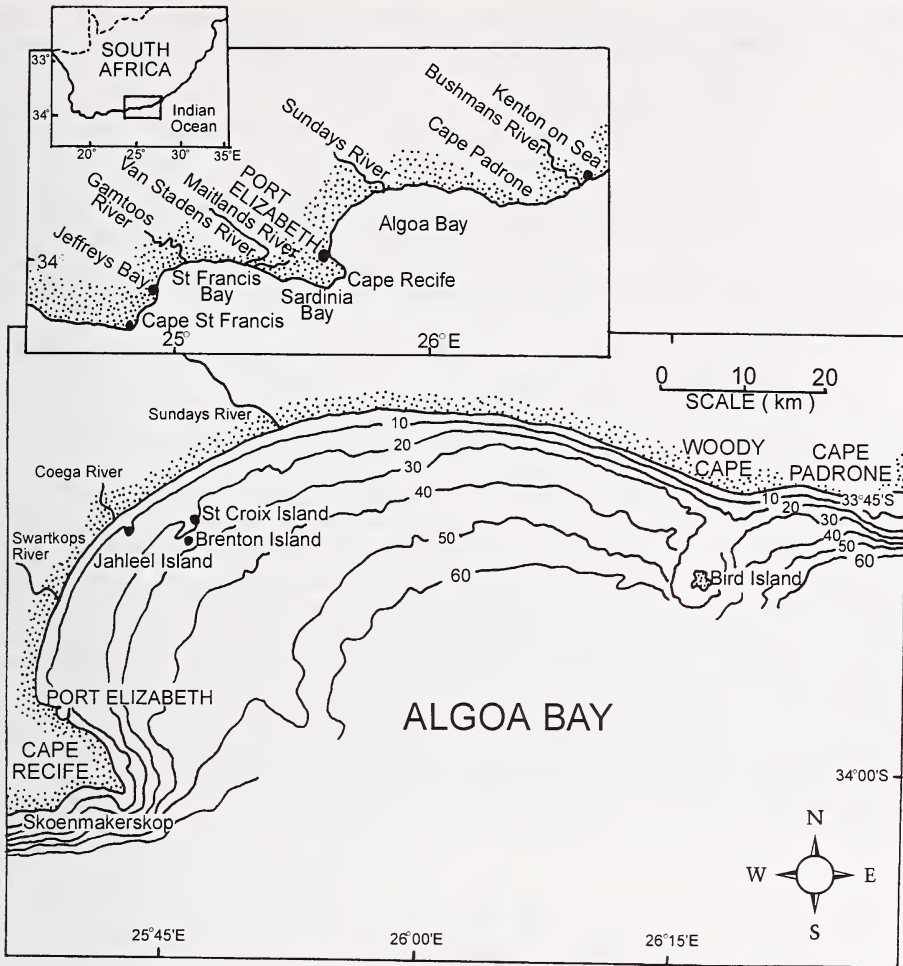 SOUTH
AFRICA
33°
34°
Indian
Ocean
20°
25°
30°
35°E
Kenton on Sea
Bushmans River
Cape Padrone
Sundays River
PORT
ELIZABETH
Maitlands River
Van Stadens River
Gamtoos
River
Jeffreys Bay
Algoa Bay
34°
St Francis
Bay
Cape Recife
Sardinia
Bay
Cape St Francis
25°
26°E
0 10 20
SCALE ( km )
Sundays River
10
20
30
40
50
60
WOODY
CAPE
CAPE
PADRONE
33°45'S
10
20
30
40
50
60
Coega River
St Croix Island
Brenton Island
Jahleel Island
Swartkops
River
Bird Island
PORT ELIZABETH
ALGOA BAY
CAPE
RECIFE
34°00'S
Skoenmakerskop
N
W
E
S
25°45'E
26°00'E
26°15'E